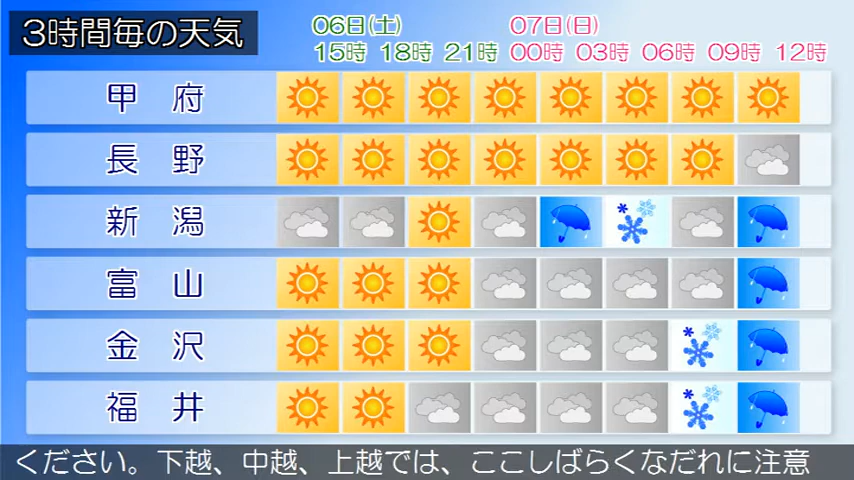 3時間毎の天気
06日(土) 07日(日)
15時 18時 21時 00時 03時 06時 09時 12時
甲府
長野
新潟
富山
金沢
福井
ください。下越、中越、上越では、ここしばらくなだれに注意